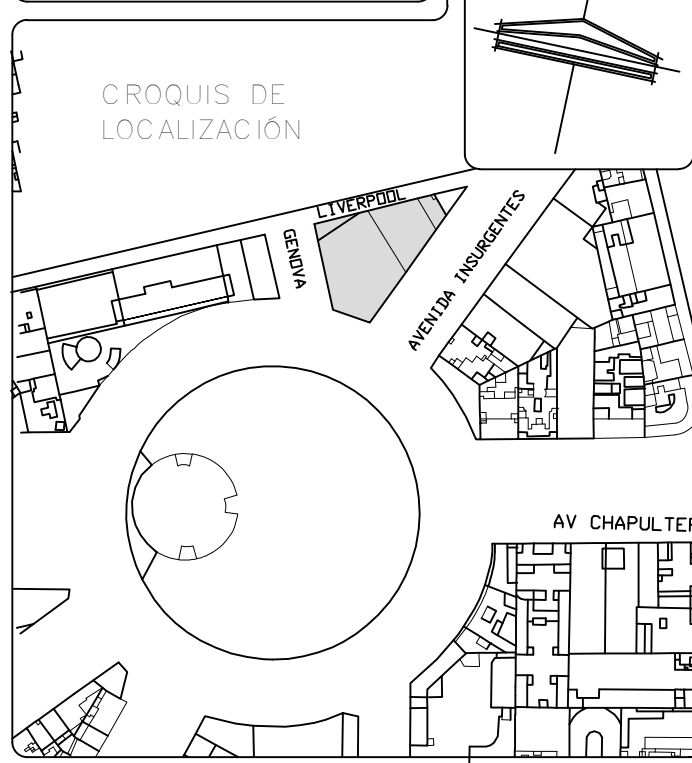 CROQUIS DE
LOCALIZACIÓN
LIVERPOOL
GENOVA
AVENIDA INSURGENTES
AV CHAPULTEP